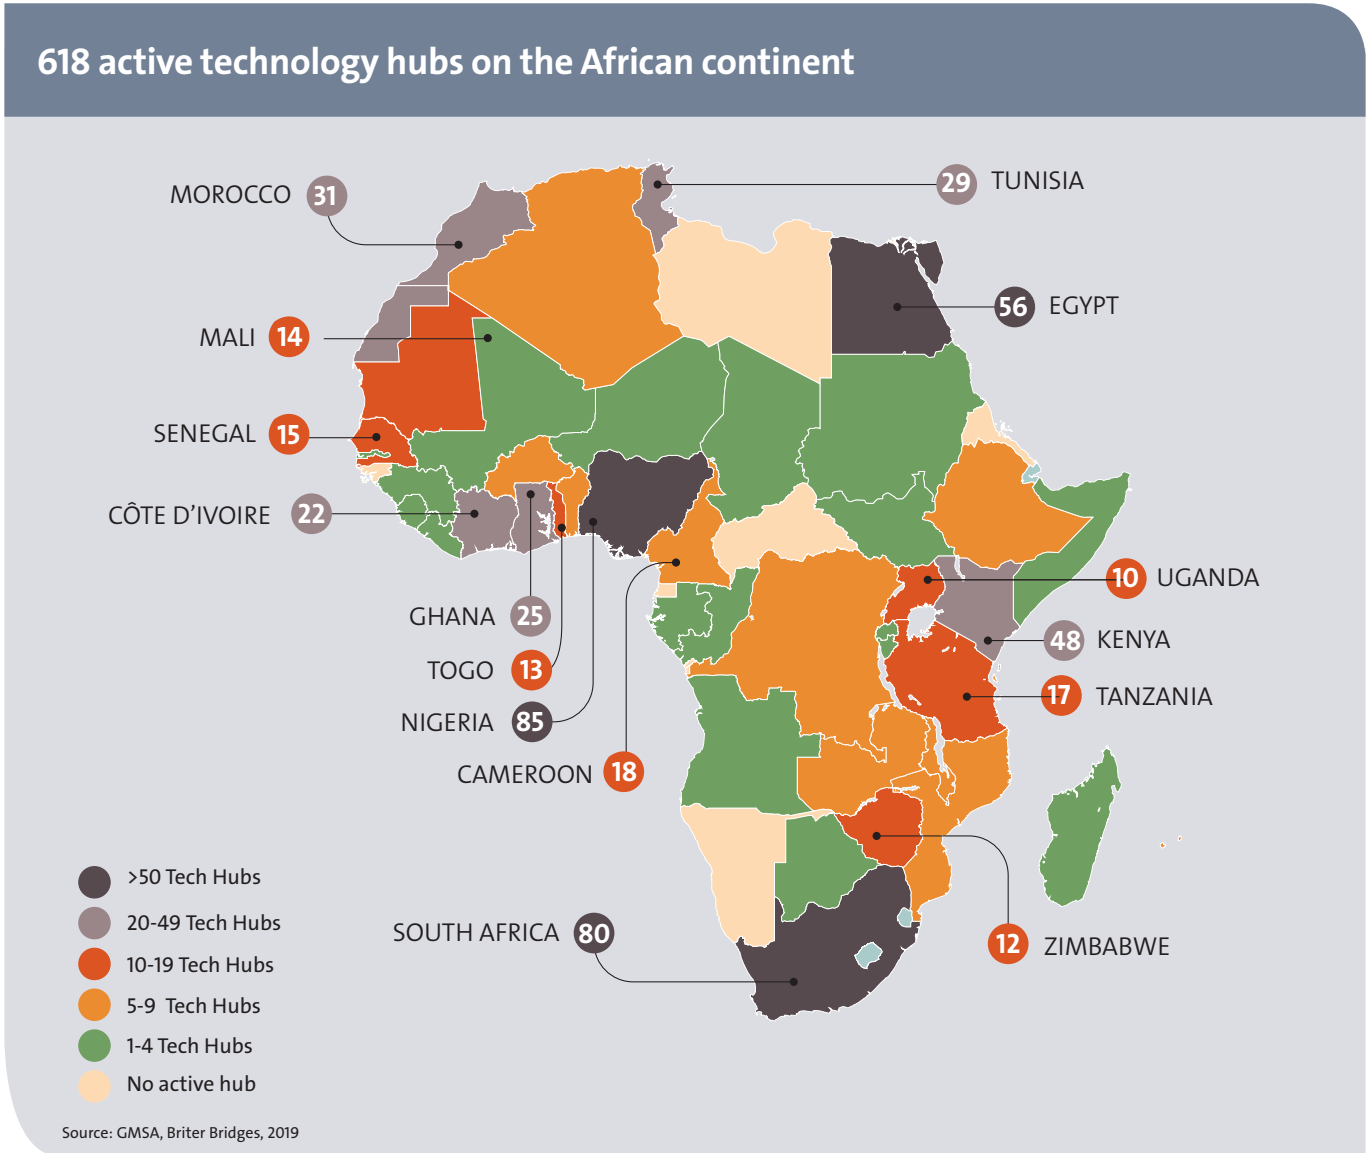 618 active technology hubs on the African continent
MOROCCO 31
29 TUNISIA
56 EGYPT
MALI 14
SENEGAL 15
CÔTE D'IVOIRE 22
10 UGANDA
GHANA 25
48 KENYA
TOGO 13
17 TANZANIA
NIGERIA 85
CAMEROON 18
>50 Tech Hubs
20-49 Tech Hubs
SOUTH AFRICA 80
12 ZIMBABWE
10-19 Tech Hubs
5-9 Tech Hubs
1-4 Tech Hubs
No active hub
Source: GMSA, Briter Bridges, 2019